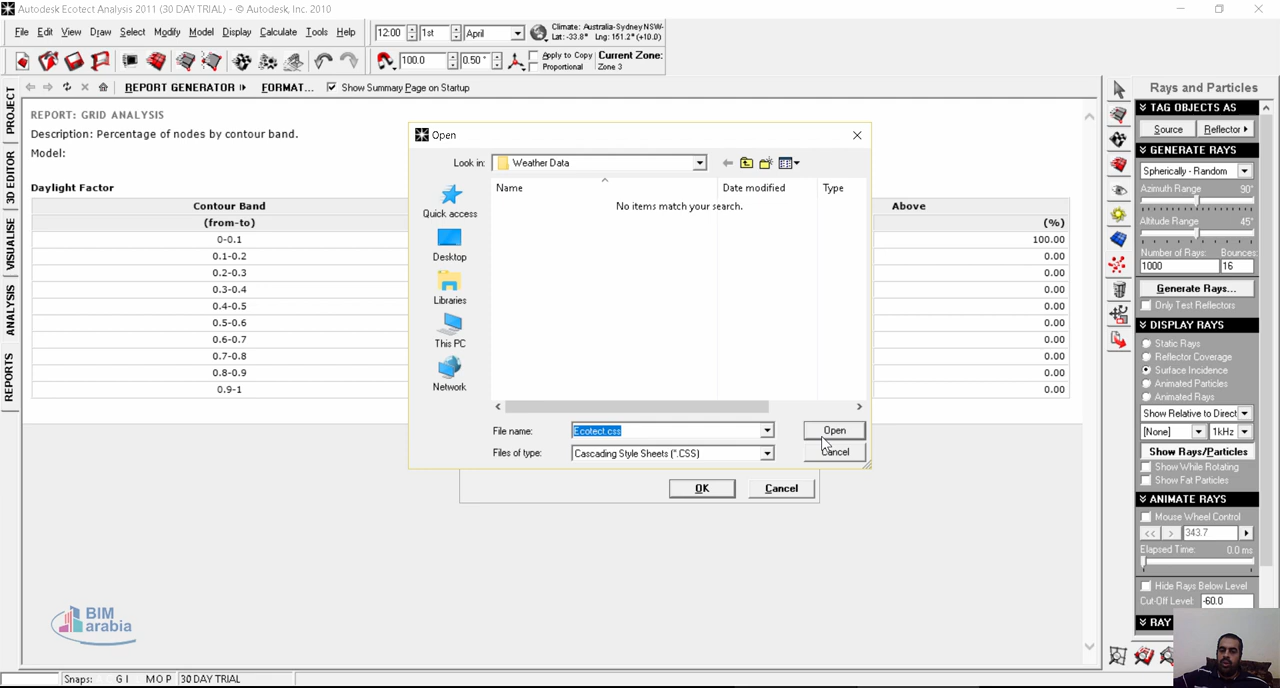 Autodesk Ecotect Analysis 2011 (30 DAY TRIAL) - © Autodesk, Inc. 2010
File Edit View Draw Select Modify Model Display Calculate Tools Help
12:00 1st April
Climate: Australia-Sydney NSW-
Lat: -33.8° Lng: 151.2° (+10.0)
100.0 0.50 °
Apply to Copy
Proportional
Current Zone:
Zone 3
REPORT GENERATOR FORMAT... Show Summary Page on Startup
PROJECT
3D EDITOR
VISUALISE
ANALYSIS
REPORTS
REPORT: GRID ANALYSIS
Description: Percentage of nodes by contour band.
Model:
Daylight Factor
Contour Band Above
(from-to) (%)
0-0.1 100.00
0.1-0.2 0.00
0.2-0.3 0.00
0.3-0.4 0.00
0.4-0.5 0.00
0.5-0.6 0.00
0.6-0.7 0.00
0.7-0.8 0.00
0.8-0.9 0.00
0.9-1 0.00
Open
Look in: Weather Data
Name Date modified Type
No items match your search.
Quick access
Desktop
Libraries
This PC
Network
File name: Ecotect.css Open
Files of type: Cascading Style Sheets (*.CSS) Cancel
OK Cancel
Rays and Particles
TAG OBJECTS AS
Source Reflector
GENERATE RAYS
Spherically - Random
Azimuth Range 90°
Altitude Range 45°
Number of Rays: Bounces:
1000 16
Generate Rays...
Only Test Reflectors
DISPLAY RAYS
Static Rays
Reflector Coverage
Surface Incidence
Animated Particles
Animated Rays
Show Relative to Direct
[None] 1kHz
Show Rays/Particles
Show While Rotating
Show Fat Particles
ANIMATE RAYS
Mouse Wheel Control
<< > 343.7
Elapsed Time: 0.0 ms
Hide Rays Below Level
Cut-Off Level: -60.0
RAY
BIM
arabia
Snaps: G I M O P 30 DAY TRIAL